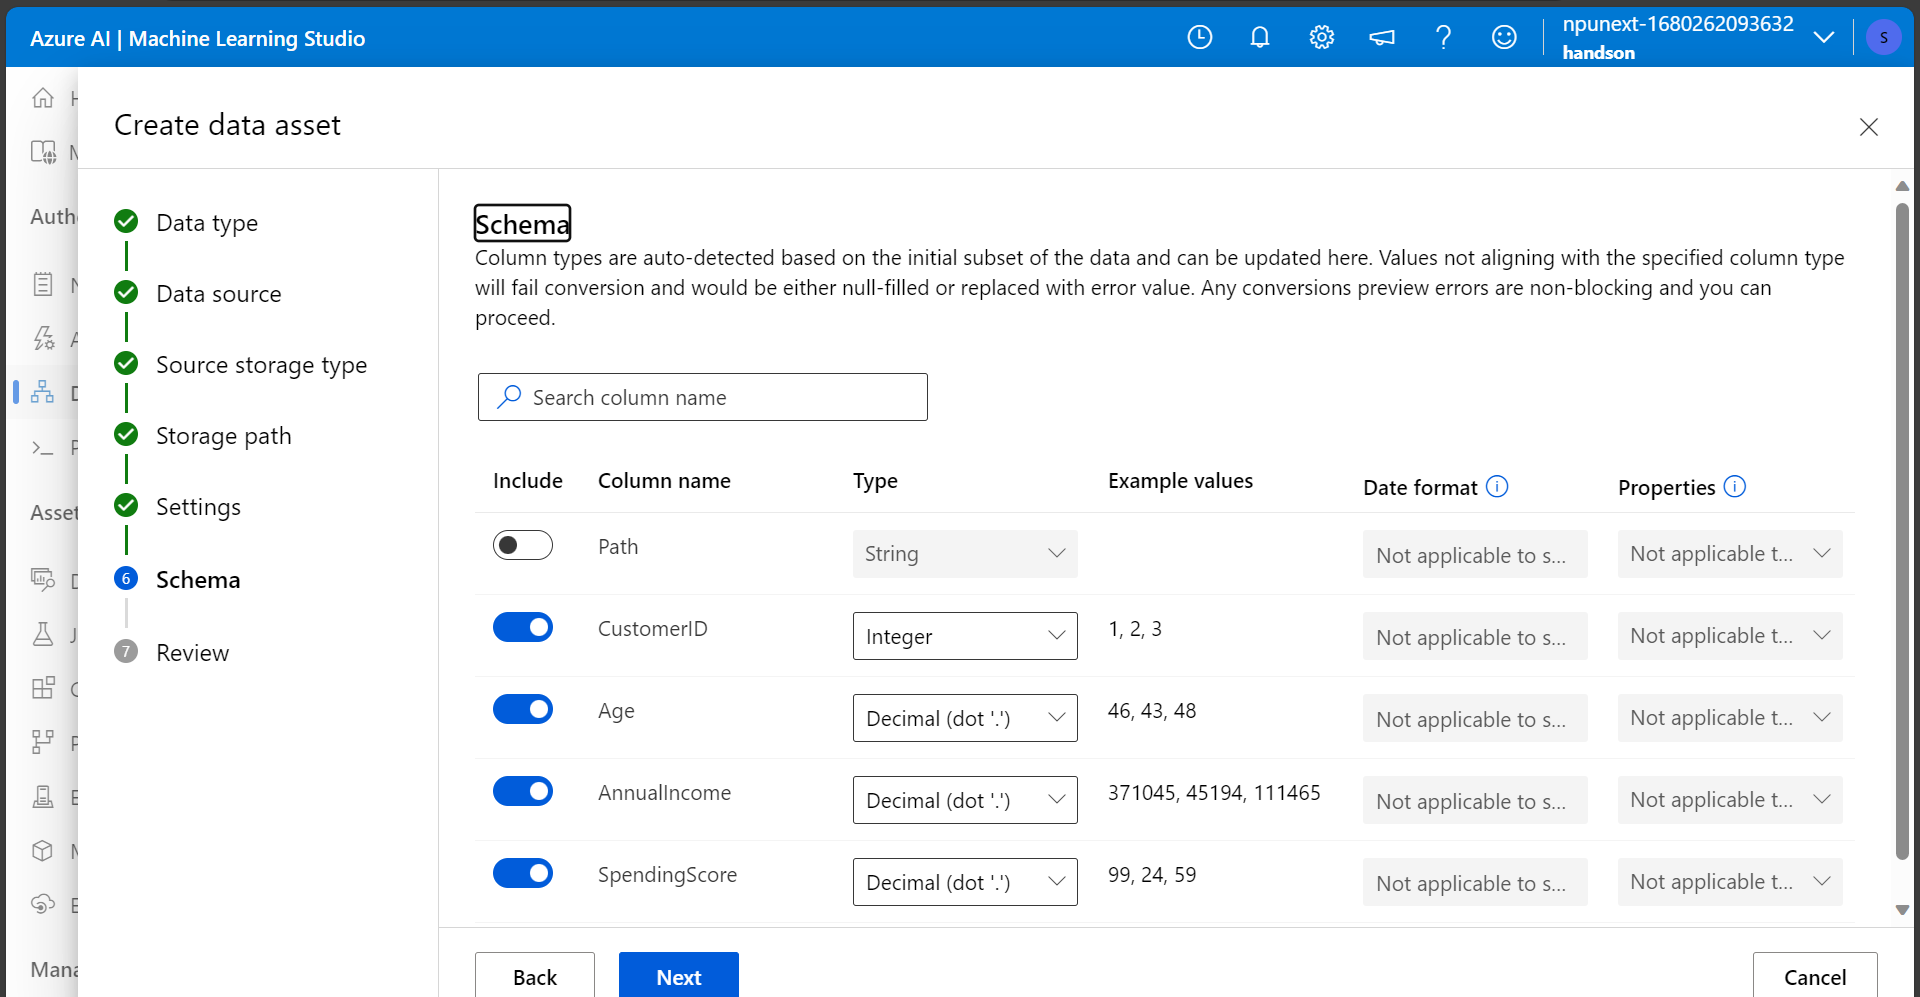 Azure AI | Machine Learning Studio
npunext-1680262093632
handson
S
Create data asset
Data type
Data source
Source storage type
Storage path
Settings
6 Schema
7 Review
Schema
Column types are auto-detected based on the initial subset of the data and can be updated here. Values not aligning with the specified column type
will fail conversion and would be either null-filled or replaced with error value. Any conversions preview errors are non-blocking and you can
proceed.
Search column name
Include Column name Type Example values Date format Properties
Path String Not applicable to s... Not applicable t...
CustomerID Integer 1, 2, 3 Not applicable to s... Not applicable t...
Age Decimal (dot '.') 46, 43, 48 Not applicable to s... Not applicable t...
AnnualIncome Decimal (dot '.') 371045, 45194, 111465 Not applicable to s... Not applicable t...
SpendingScore Decimal (dot '.') 99, 24, 59 Not applicable to s... Not applicable t...
Back Next Cancel